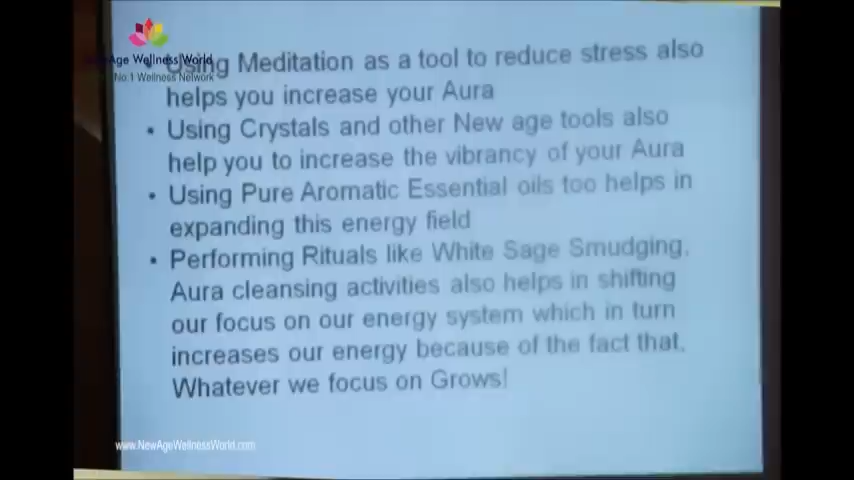 New Age Wellness World
No.1 Wellness Network
• Using Meditation as a tool to reduce stress also
helps you increase your Aura
• Using Crystals and other New age tools also
help you to increase the vibrancy of your Aura
• Using Pure Aromatic Essential oils too helps in
expanding this energy field
• Performing Rituals like White Sage Smudging,
Aura cleansing activities also helps in shifting
our focus on our energy system which in turn
increases our energy because of the fact that,
Whatever we focus on Grows!
www.NewAgeWellnessWorld.com